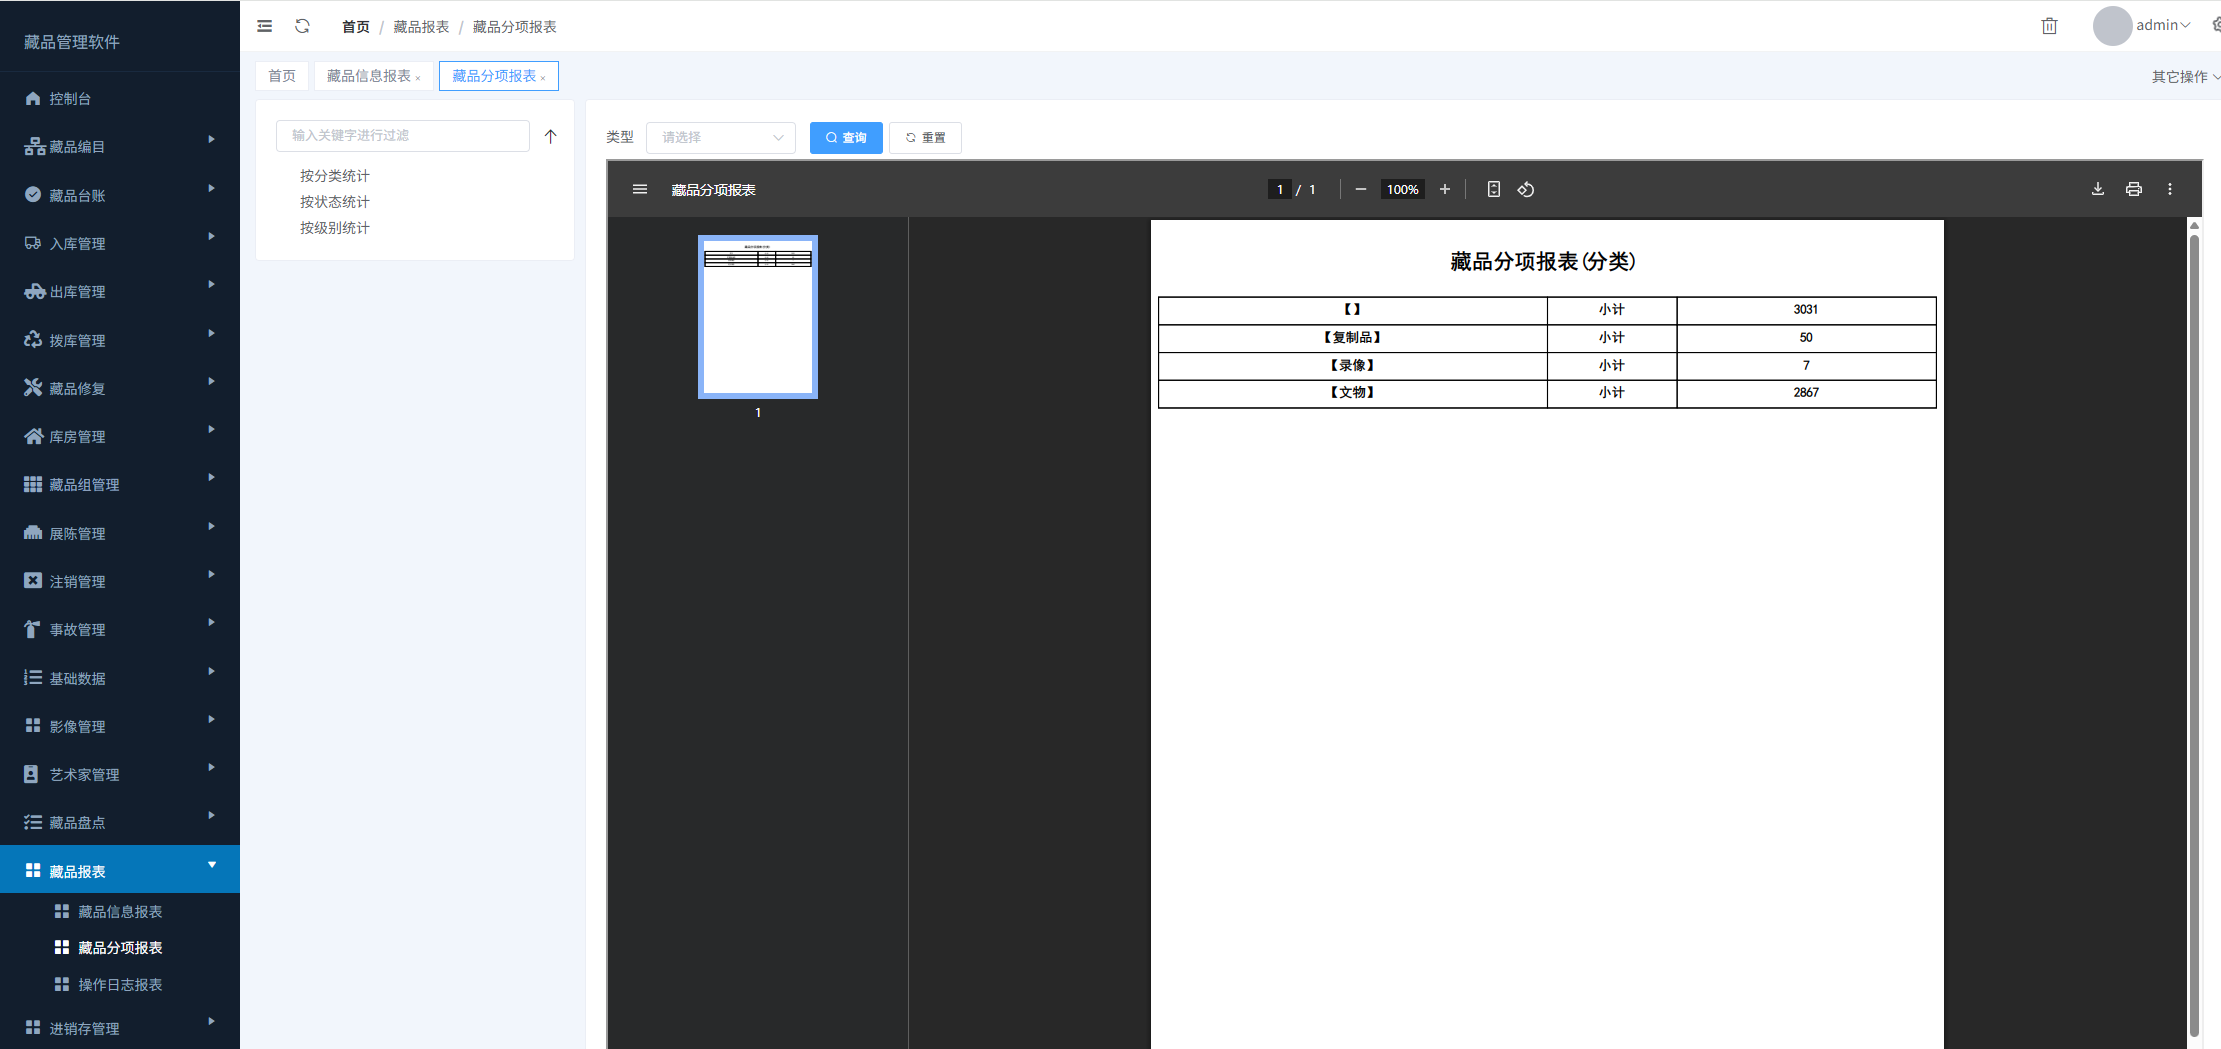 藏品管理软件
控制台
藏品编目
藏品台账
入库管理
出库管理
拨库管理
藏品修复
库房管理
藏品组管理
展陈管理
注销管理
事故管理
基础数据
影像管理
艺术家管理
藏品盘点
藏品报表
藏品信息报表
藏品分项报表
操作日志报表
进销存管理
首页 / 藏品报表 / 藏品分项报表
admin
首页 藏品信息报表 × 藏品分项报表 ×
其它操作
输入关键字进行过滤
按分类统计
按状态统计
按级别统计
类型 请选择 查询 重置
藏品分项报表 1 / 1 100%
1
藏品分项报表(分类)
【】 小计 3031
【复制品】 小计 50
【录像】 小计 7
【文物】 小计 2867